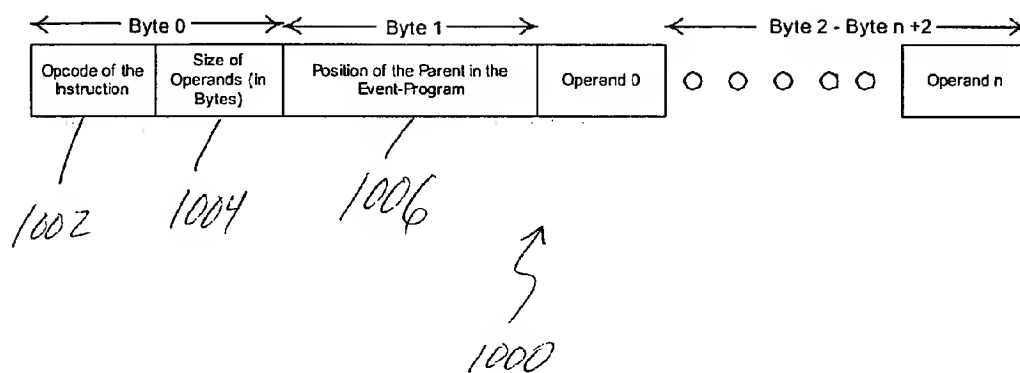 Byte 0
Byte 1
Byte 2 - Byte n +2
Opcode of the
Instruction
Size of
Operands (in
Bytes)
Position of the Parent in the
Event-Program
Operand 0
Operand n
1002
1004
1006
1000